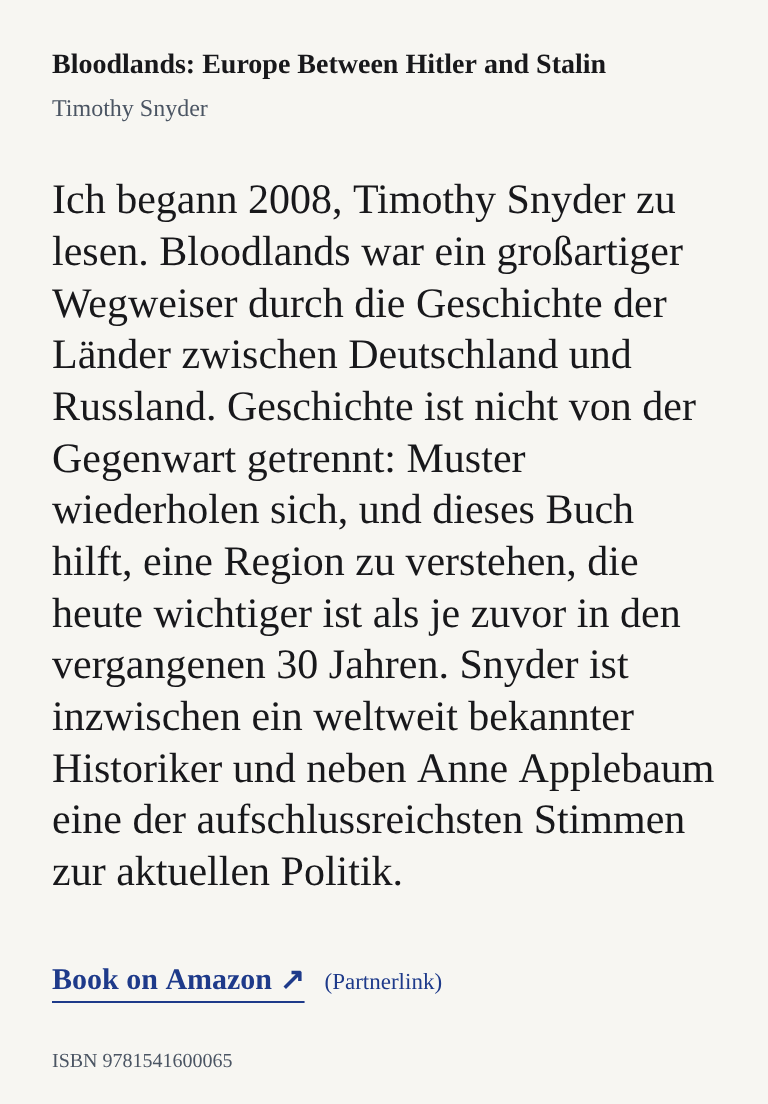 Bloodlands: Europe Between Hitler and Stalin
Timothy Snyder
Ich begann 2008, Timothy Snyder zu
lesen. Bloodlands war ein großartiger
Wegweiser durch die Geschichte der
Länder zwischen Deutschland und
Russland. Geschichte ist nicht von der
Gegenwart getrennt: Muster
wiederholen sich, und dieses Buch
hilft, eine Region zu verstehen, die
heute wichtiger ist als je zuvor in den
vergangenen 30 Jahren. Snyder ist
inzwischen ein weltweit bekannter
Historiker und neben Anne Applebaum
eine der aufschlussreichsten Stimmen
zur aktuellen Politik.
Book on Amazon ↗ (Partnerlink)
ISBN 9781541600065